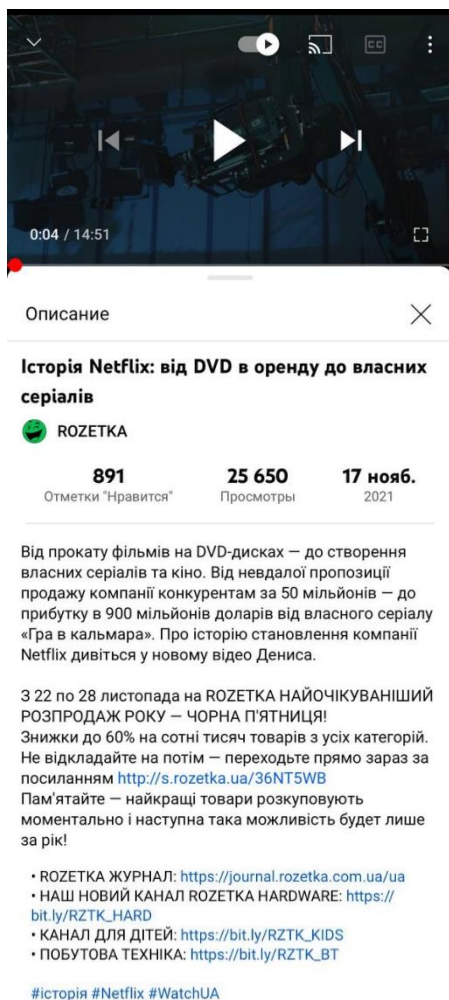 CC
0:04 / 14:51
Описание
Історія Netflix: від DVD в оренду до власних
серіалів
ROZETKA
891 25 650 17 нояб.
Отметки "Нравится" Просмотры 2021
Від прокату фільмів на DVD-дисках — до створення
власних серіалів та кіно. Від невдалої пропозиції
продажу компанії конкурентам за 50 мільйонів — до
прибутку в 900 мільйонів доларів від власного серіалу
«Гра в кальмара». Про історію становлення компанії
Netflix дивіться у новому відео Дениса.
З 22 по 28 листопада на ROZETKA НАЙОЧІКУВАНІШИЙ
РОЗПРОДАЖ РОКУ — ЧОРНА П'ЯТНИЦЯ!
Знижки до 60% на сотні тисяч товарів з усіх категорій.
Не відкладайте на потім — переходьте прямо зараз за
посиланням http://s.rozetka.ua/36NT5WB
Пам'ятайте — найкращі товари розкуповують
моментально і наступна така можливість будет лише
за рік!
• ROZETKA ЖУРНАЛ: https://journal.rozetka.com.ua/ua
• НАШ НОВИЙ КАНАЛ ROZETKA HARDWARE: https://
bit.ly/RZTK_HARD
• КАНАЛ ДЛЯ ДІТЕЙ: https://bit.ly/RZTK_KIDS
• ПОБУТОВА ТЕХНІКА: https://bit.ly/RZTK_BT
#історія #Netflix #WatchUA